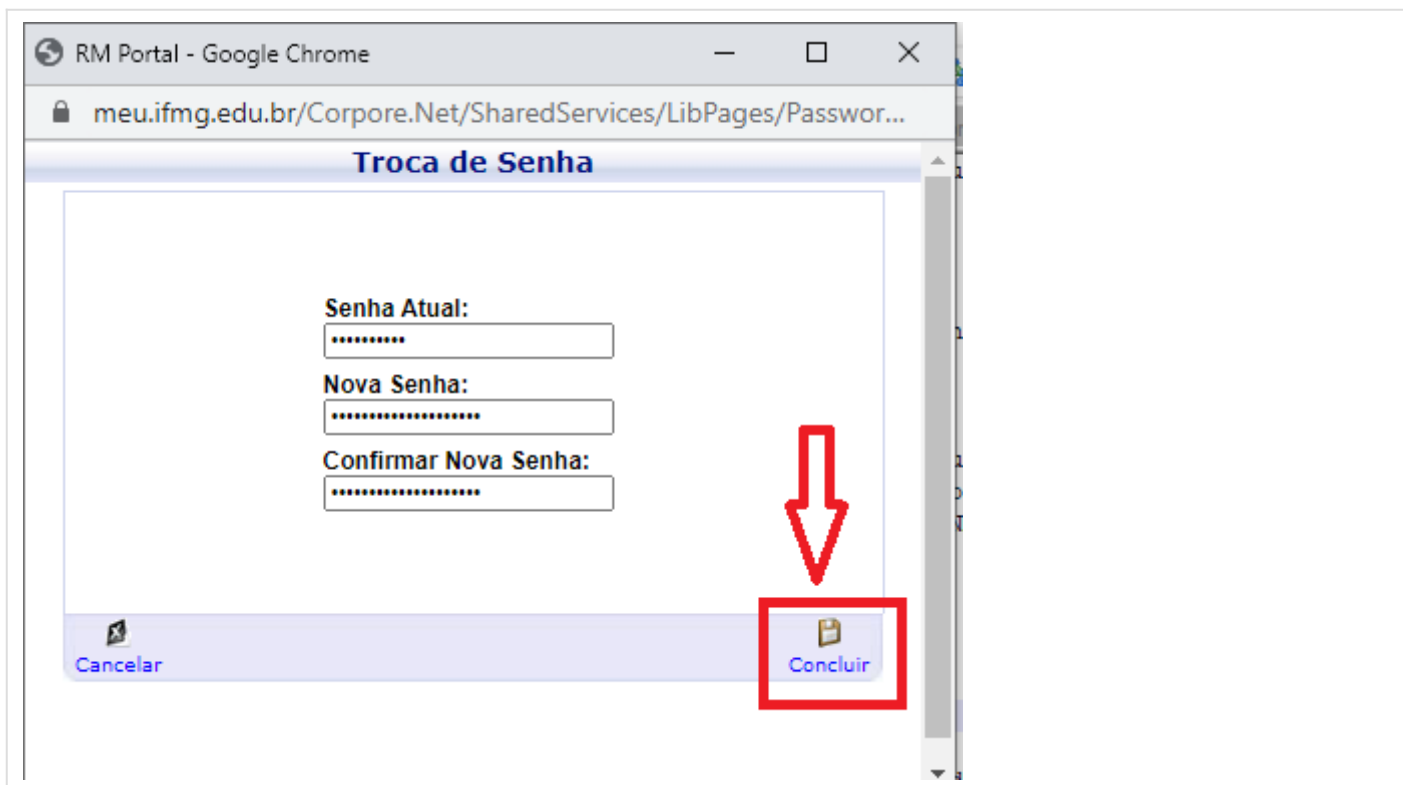 RM Portal - Google Chrome
meu.ifmg.edu.br/Corpore.Net/SharedServices/LibPages/Passwor...
Troca de Senha
Senha Atual:
••••••••••
Nova Senha:
••••••••••••••••••••
Confirmar Nova Senha:
••••••••••••••••••••
Cancelar
Concluir